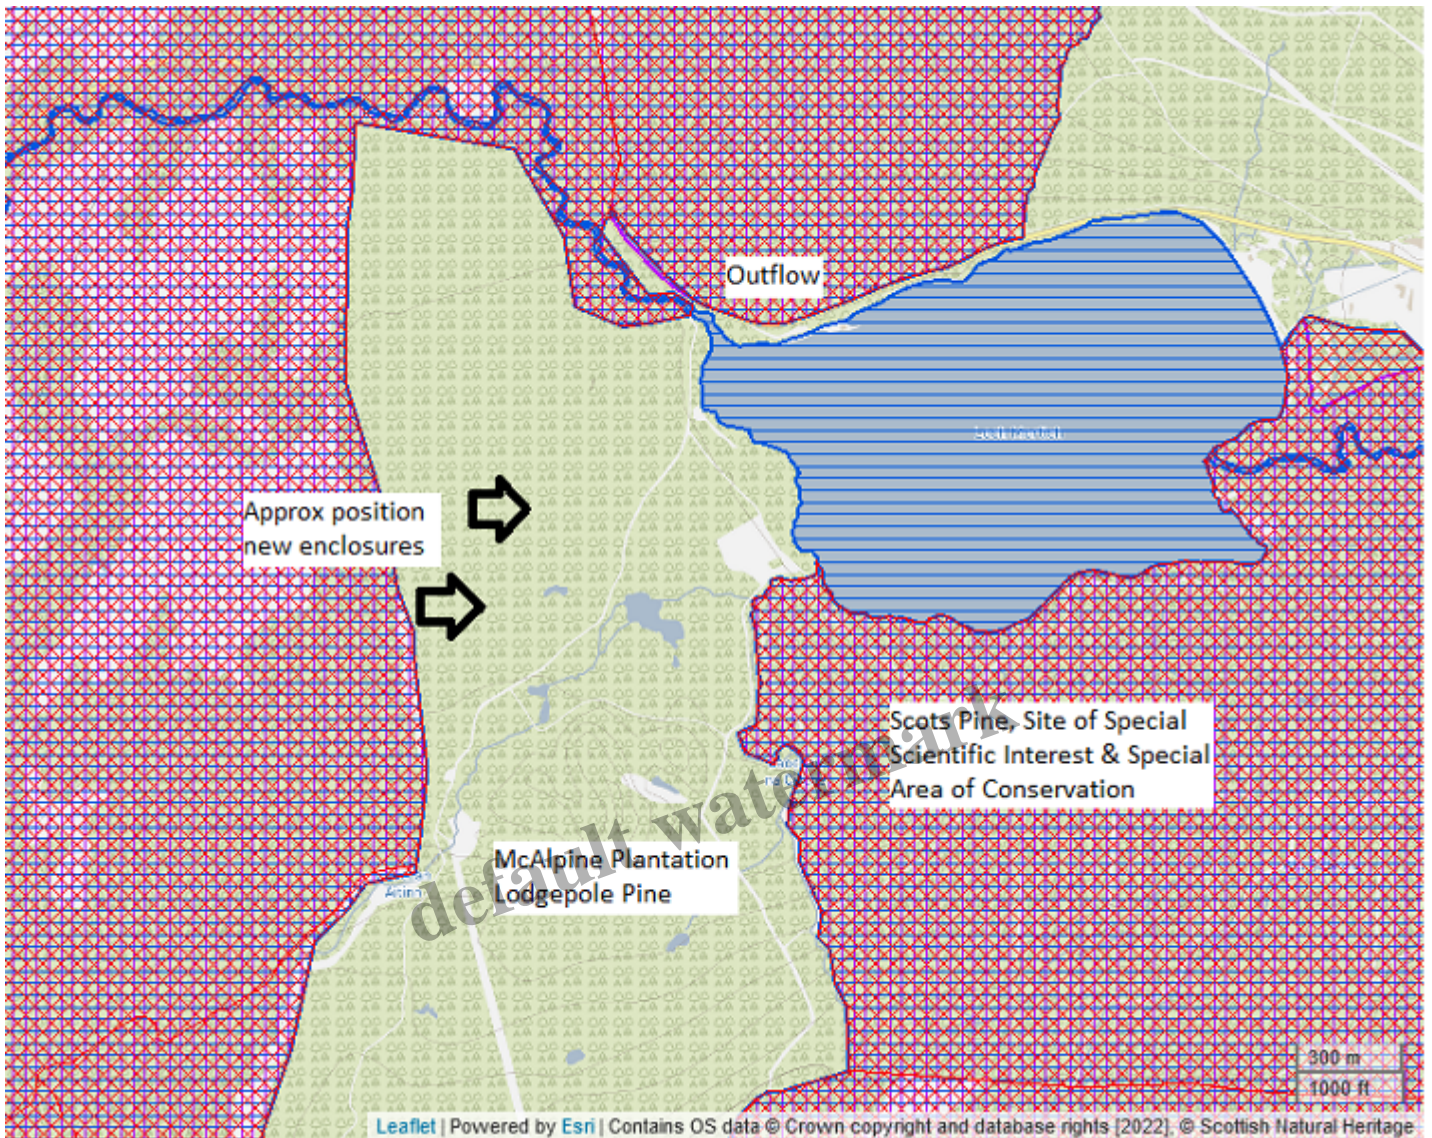 Outflow
Loch Morlich
Approx position
new enclosures
Scots Pine, Site of Special
Scientific Interest & Special
Area of Conservation
McAlpine Plantation
Lodgepole Pine
default watermark
300 m
1000 ft
Leaflet | Powered by Esri | Contains OS data © Crown copyright and database rights [2022], © Scottish Natural Heritage